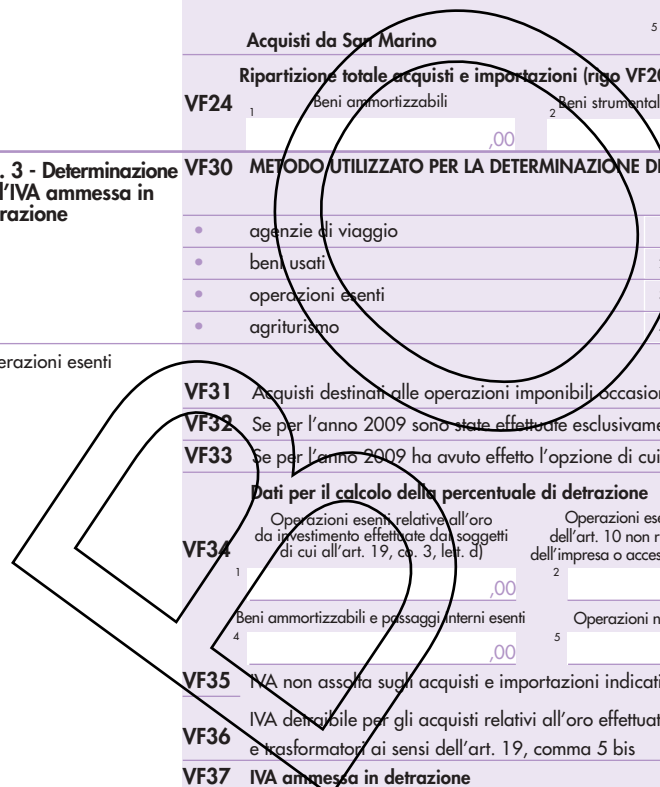 5
Acquisti da San Marino
Ripartizione totale acquisti e importazioni (rigo VF20
VF24 1 Beni ammortizzabili 2 Beni strumental
,00
. 3 - Determinazione
l'IVA ammessa in
razione
VF30 METODO UTILIZZATO PER LA DETERMINAZIONE DE
• agenzie di viaggio
• beni usati
• operazioni esenti
• agriturismo
erazioni esenti
VF31 Acquisti destinati alle operazioni imponibili occasion
VF32 Se per l'anno 2009 sono state effettuate esclusivame
VF33 Se per l'anno 2009 ha avuto effetto l'opzione di cui
Dati per il calcolo della percentuale di detrazione
VF34
Operazioni esenti relative all'oro
da investimento effettuate dai soggetti
di cui all'art. 19, co. 3, lett. d)
Operazioni ese
dell'art. 10 non r
dell'impresa o acces
1 ,00 2
Beni ammortizzabili e passaggi interni esenti Operazioni n
4 ,00 5
VF35 IVA non assolta sugli acquisti e importazioni indicati
VF36 IVA detraibile per gli acquisti relativi all'oro effettuat
e trasformatori ai sensi dell'art. 19, comma 5 bis
VF37 IVA ammessa in detrazione